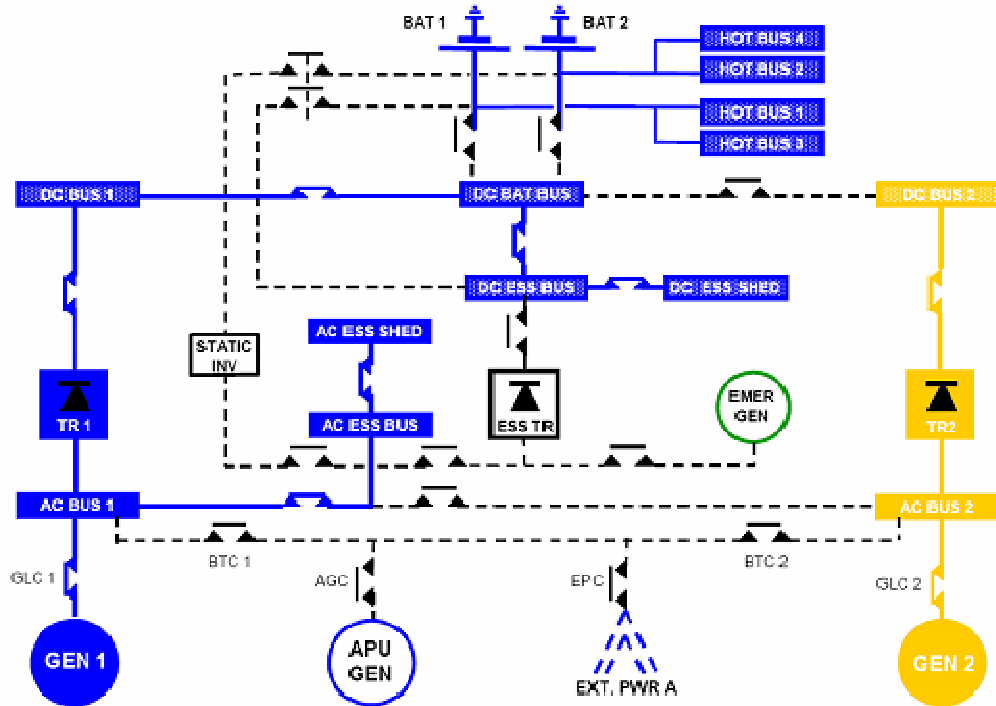 BAT 1
BAT 2
HOT BUS 4
HOT BUS 2
HOT BUS 1
HOT BUS 3
DC BUS 1
DC BAT BUS
DC BUS 2
DC ESS BUS
DC ESS SHED
AC ESS SHED
STATIC
INV
TR 1
AC ESS BUS
ESS TR
EMER
GEN
TR2
AC BUS 1
AC BUS 2
BTC 1
BTC 2
GLC 1
AGC
EPC
GLC 2
GEN 1
APU
GEN
GEN 2
EXT. PWR A